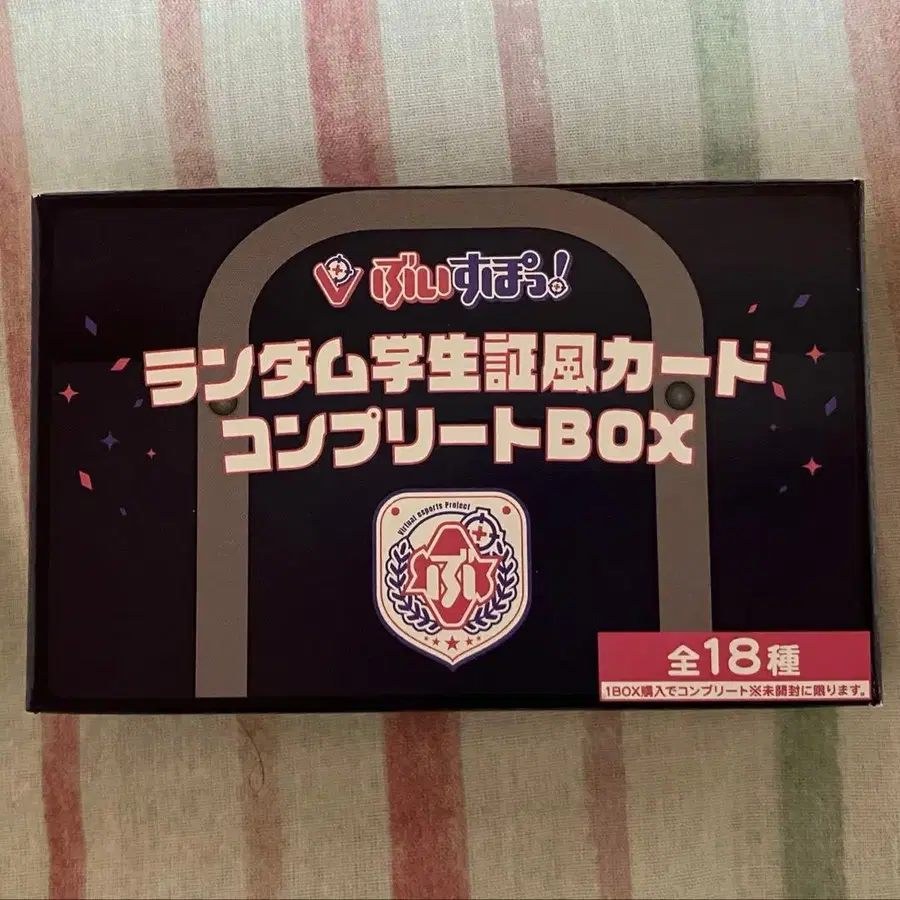 ぶいすぽっ!
ランダム学生証風カード
コンプリートBOX
Virtual esports Project
ぶい
全18種
1BOX購入でコンプリート※未開封に限ります。